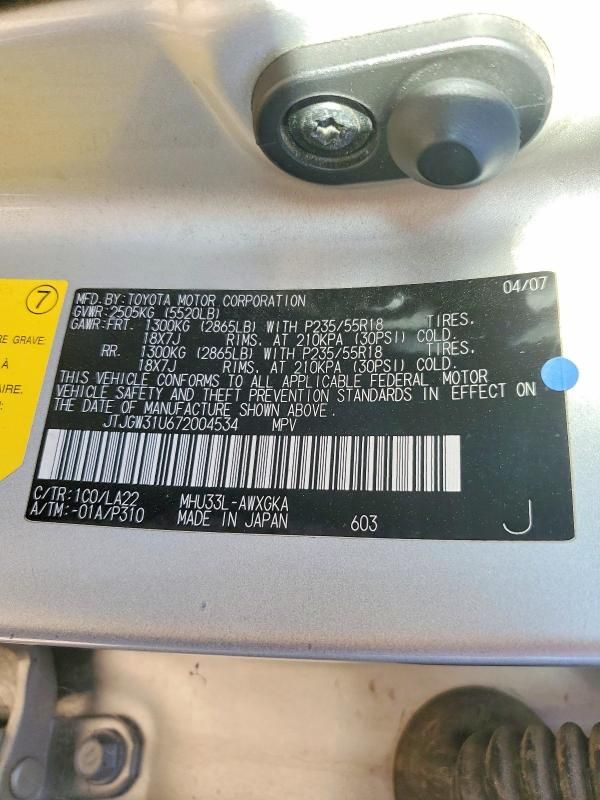 7
RE GRAVE:
À
AIRE.
MFD.BY:TOYOTA MOTOR CORPORATION 04/07
GVWR:2505KG (5520LB)
GAWR:FRT. 1300KG (2865LB) WITH P235/55R18 TIRES,
18X7J RIMS, AT 210KPA (30PSI) COLD.
RR. 1300KG (2865LB) WITH P235/55R18 TIRES,
18X7J RIMS, AT 210KPA (30PSI) COLD.
THIS VEHICLE CONFORMS TO ALL APPLICABLE FEDERAL MOTOR
VEHICLE SAFETY AND THEFT PREVENTION STANDARDS IN EFFECT ON
THE DATE OF MANUFACTURE SHOWN ABOVE.
JTJGW31U672004534 MPV
C/TR:1C0/LA22 MHU33L-AWXGKA
A/TM:-01A/P310 MADE IN JAPAN 603 J